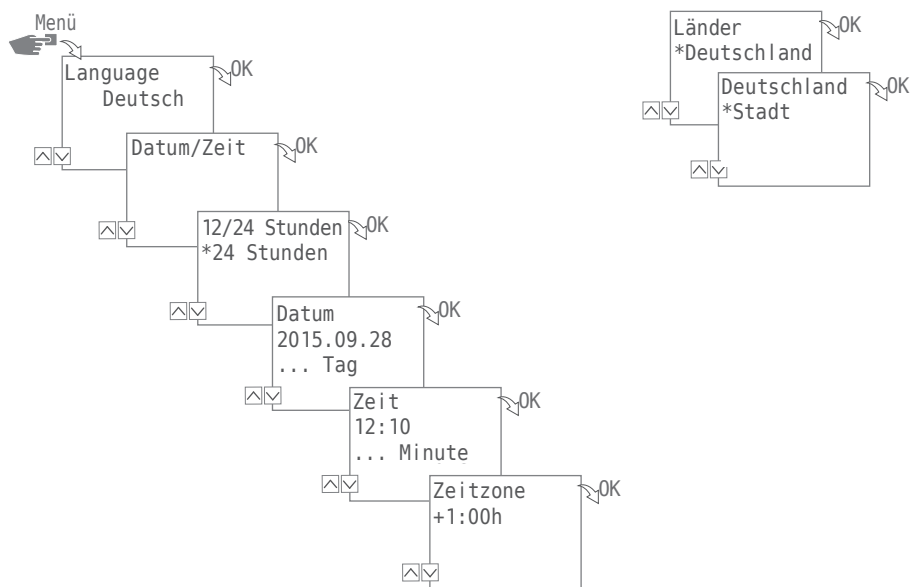 Menü
Language
OK
Deutsch
Datum/Zeit
OK
12/24 Stunden
OK
*24 Stunden
Datum
OK
2015.09.28
... Tag
Zeit
OK
12:10
... Minute
Zeitzone
OK
+1:00h
Länder
OK
*Deutschland
Deutschland
OK
*Stadt